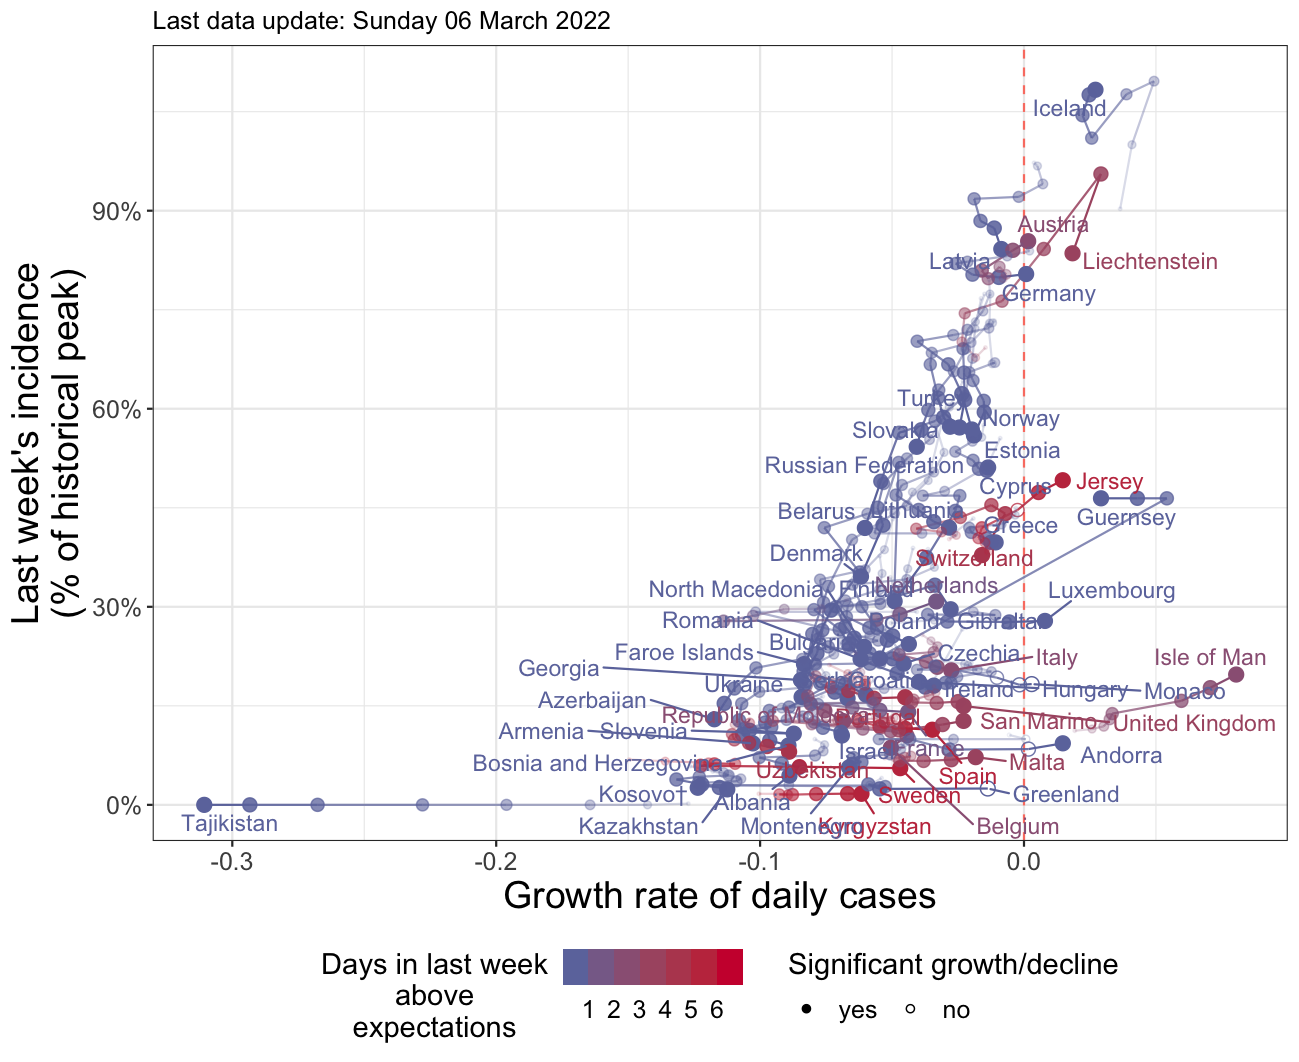 Last data update: Sunday 06 March 2022
Last week's incidence
(% of historical peak)
90%
60%
30%
0%
Iceland
Austria
Latvia
Liechtenstein
Germany
Turkey
Norway
Slovakia
Estonia
Russian Federation
Cyprus
Jersey
Belarus
Lithuania
Guernsey
Greece
Denmark
Switzerland
North Macedonia
Finland
Netherlands
Luxembourg
Romania
Poland
Gibraltar
Bulgaria
Faroe Islands
Czechia
Italy
Isle of Man
Georgia
Ukraine
Croatia
Ireland
Hungary
Monaco
Azerbaijan
Republic of Moldova
Portugal
San Marino
United Kingdom
Armenia
Slovenia
Israel
France
Andorra
Bosnia and Herzegovina
Uzbekistan
Malta
Spain
Kosovo
Albania
Sweden
Greenland
Tajikistan
Kazakhstan
Montenegro
Kyrgyzstan
Belgium
-0.3
-0.2
-0.1
0.0
Growth rate of daily cases
Days in last week
above
expectations
1 2 3 4 5 6
Significant growth/decline
yes
no